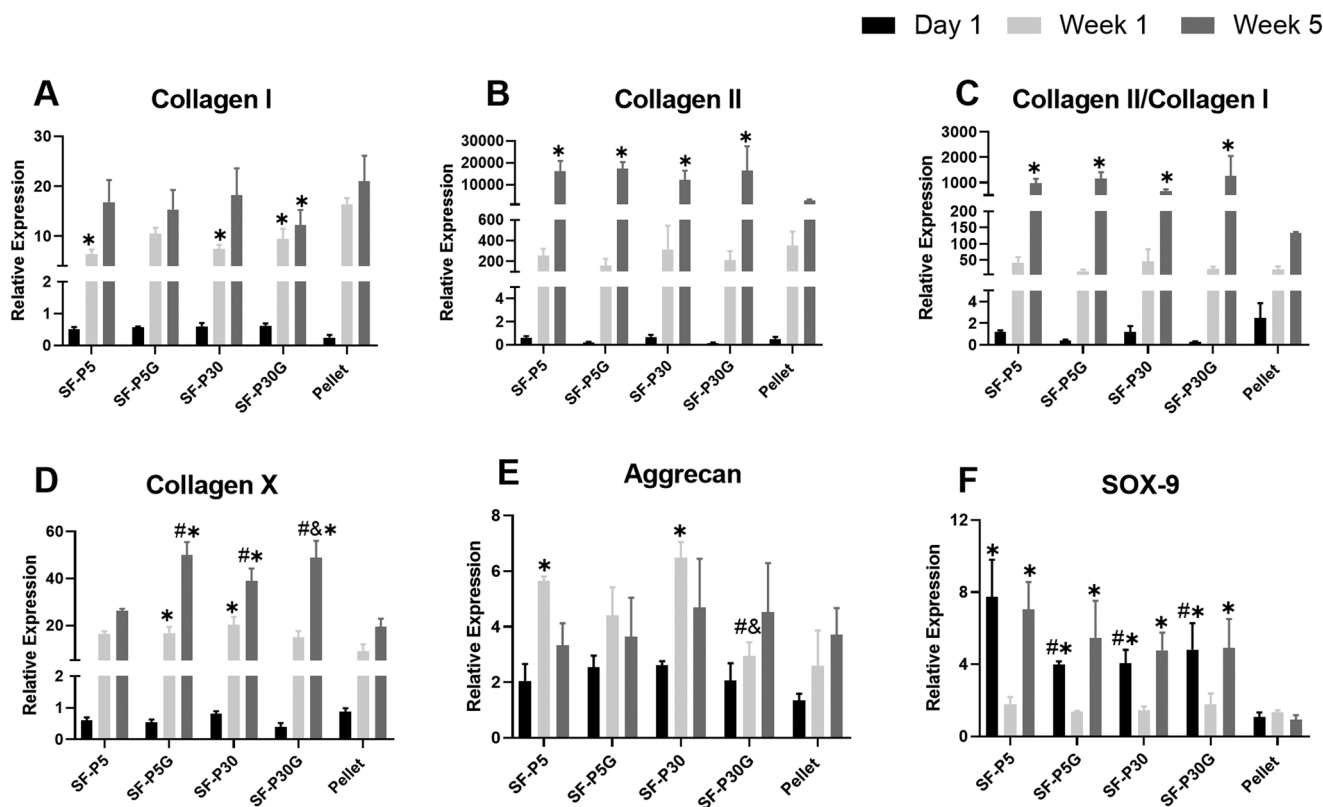 Day 1 Week 1 Week 5
A Collagen I
B Collagen II
C Collagen II/Collagen I
Relative Expression
30
20
10
2
1
0
* * * *
SF-P5 SF-P5G SF-P30 SF-P30G Pellet
Relative Expression
30000
20000
10000
600
400
200
4
2
0
* * * *
SF-P5 SF-P5G SF-P30 SF-P30G Pellet
Relative Expression
3000
2000
1000
200
150
100
50
4
2
0
* * * *
SF-P5 SF-P5G SF-P30 SF-P30G Pellet
D Collagen X
E Aggrecan
F SOX-9
Relative Expression
60
40
20
2
1
0
* #* * #* #&*
SF-P5 SF-P5G SF-P30 SF-P30G Pellet
Relative Expression
8
6
4
2
0
* * #&
SF-P5 SF-P5G SF-P30 SF-P30G Pellet
Relative Expression
12
8
4
0
* * #* * #* * #* *
SF-P5 SF-P5G SF-P30 SF-P30G Pellet